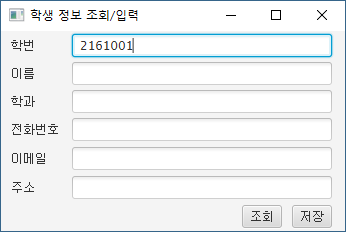 학생 정보 조회/입력
학번 2161001
이름
학과
전화번호
이메일
주소
조회 저장